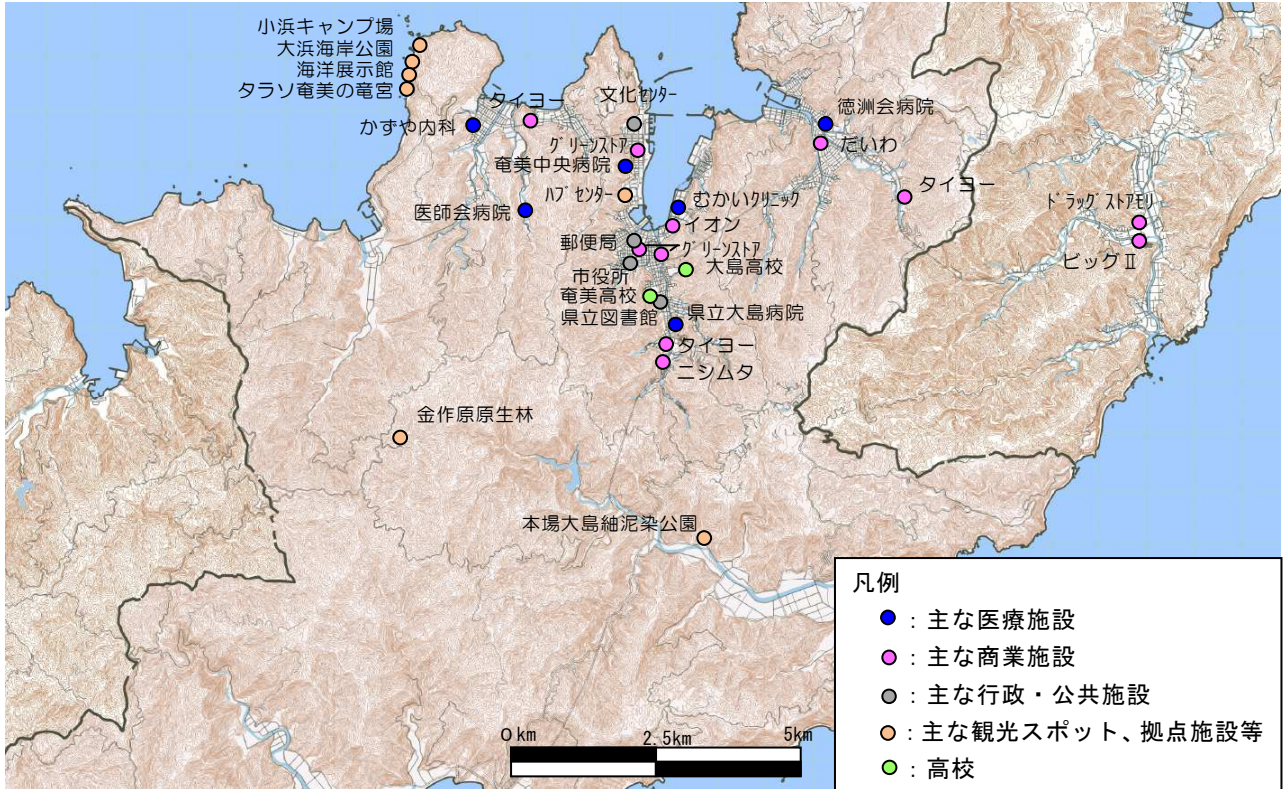 小浜キャンプ場
大浜海岸公園
海洋展示館
タラソ奄美の竜宮
かずや内科
タイヨー
文化センター
グリーンストア
奄美中央病院
ハブセンター
医師会病院
徳洲会病院
だいわ
タイヨー
むかいクリニック
イオン
郵便局
グリーンストア
市役所
大島高校
奄美高校
県立図書館
県立大島病院
タイヨー
ニシムタ
ドラッグストアモリ
ビッグⅡ
金作原原生林
本場大島紬泥染公園
0km
2.5km
5km
凡例
：主な医療施設
：主な商業施設
：主な行政・公共施設
：主な観光スポット、拠点施設等
：高校